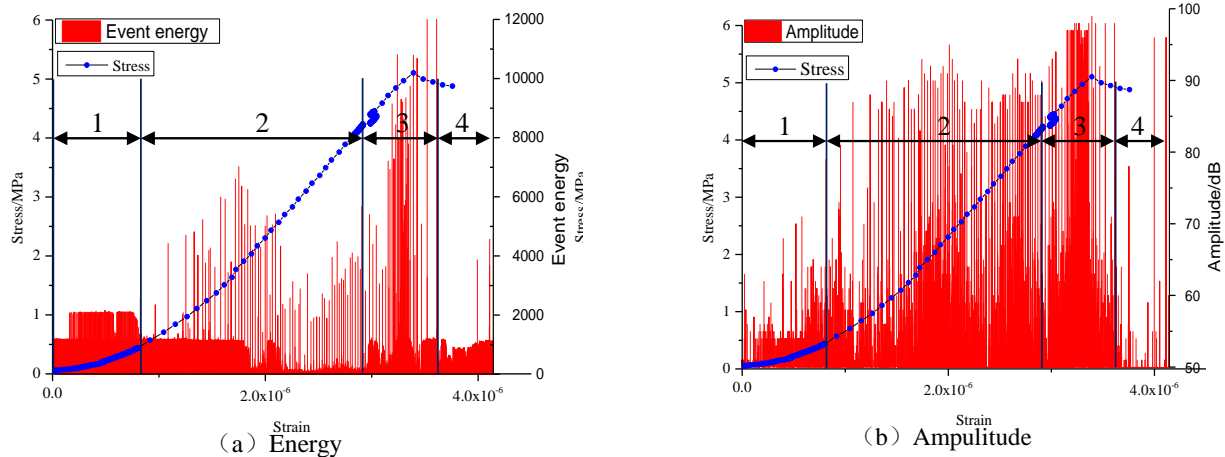 Event energy
Stress
1 2 3 4
6
5
4
3
2
1
0
Stress/MPa
12000
10000
8000
6000
4000
2000
0
Event energy
Stress/MPa
0.0 2.0x10⁻⁶ 4.0x10⁻⁶
Strain
（a）Energy
Amplitude
Stress
1 2 3 4
6
5
4
3
2
1
0
Stress/MPa
100
90
80
70
60
50
Amplitude/dB
0.0 2.0x10⁻⁶ 4.0x10⁻⁶
Strain
（b）Ampulitude